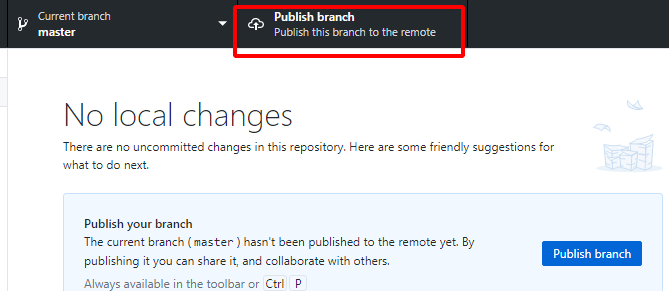 Current branch
master
Publish branch
Publish this branch to the remote
No local changes
There are no uncommitted changes in this repository. Here are some friendly suggestions for
what to do next.
Publish your branch
The current branch (master) hasn't been published to the remote yet. By
publishing it you can share it, and collaborate with others.
Publish branch
Always available in the toolbar or Ctrl P